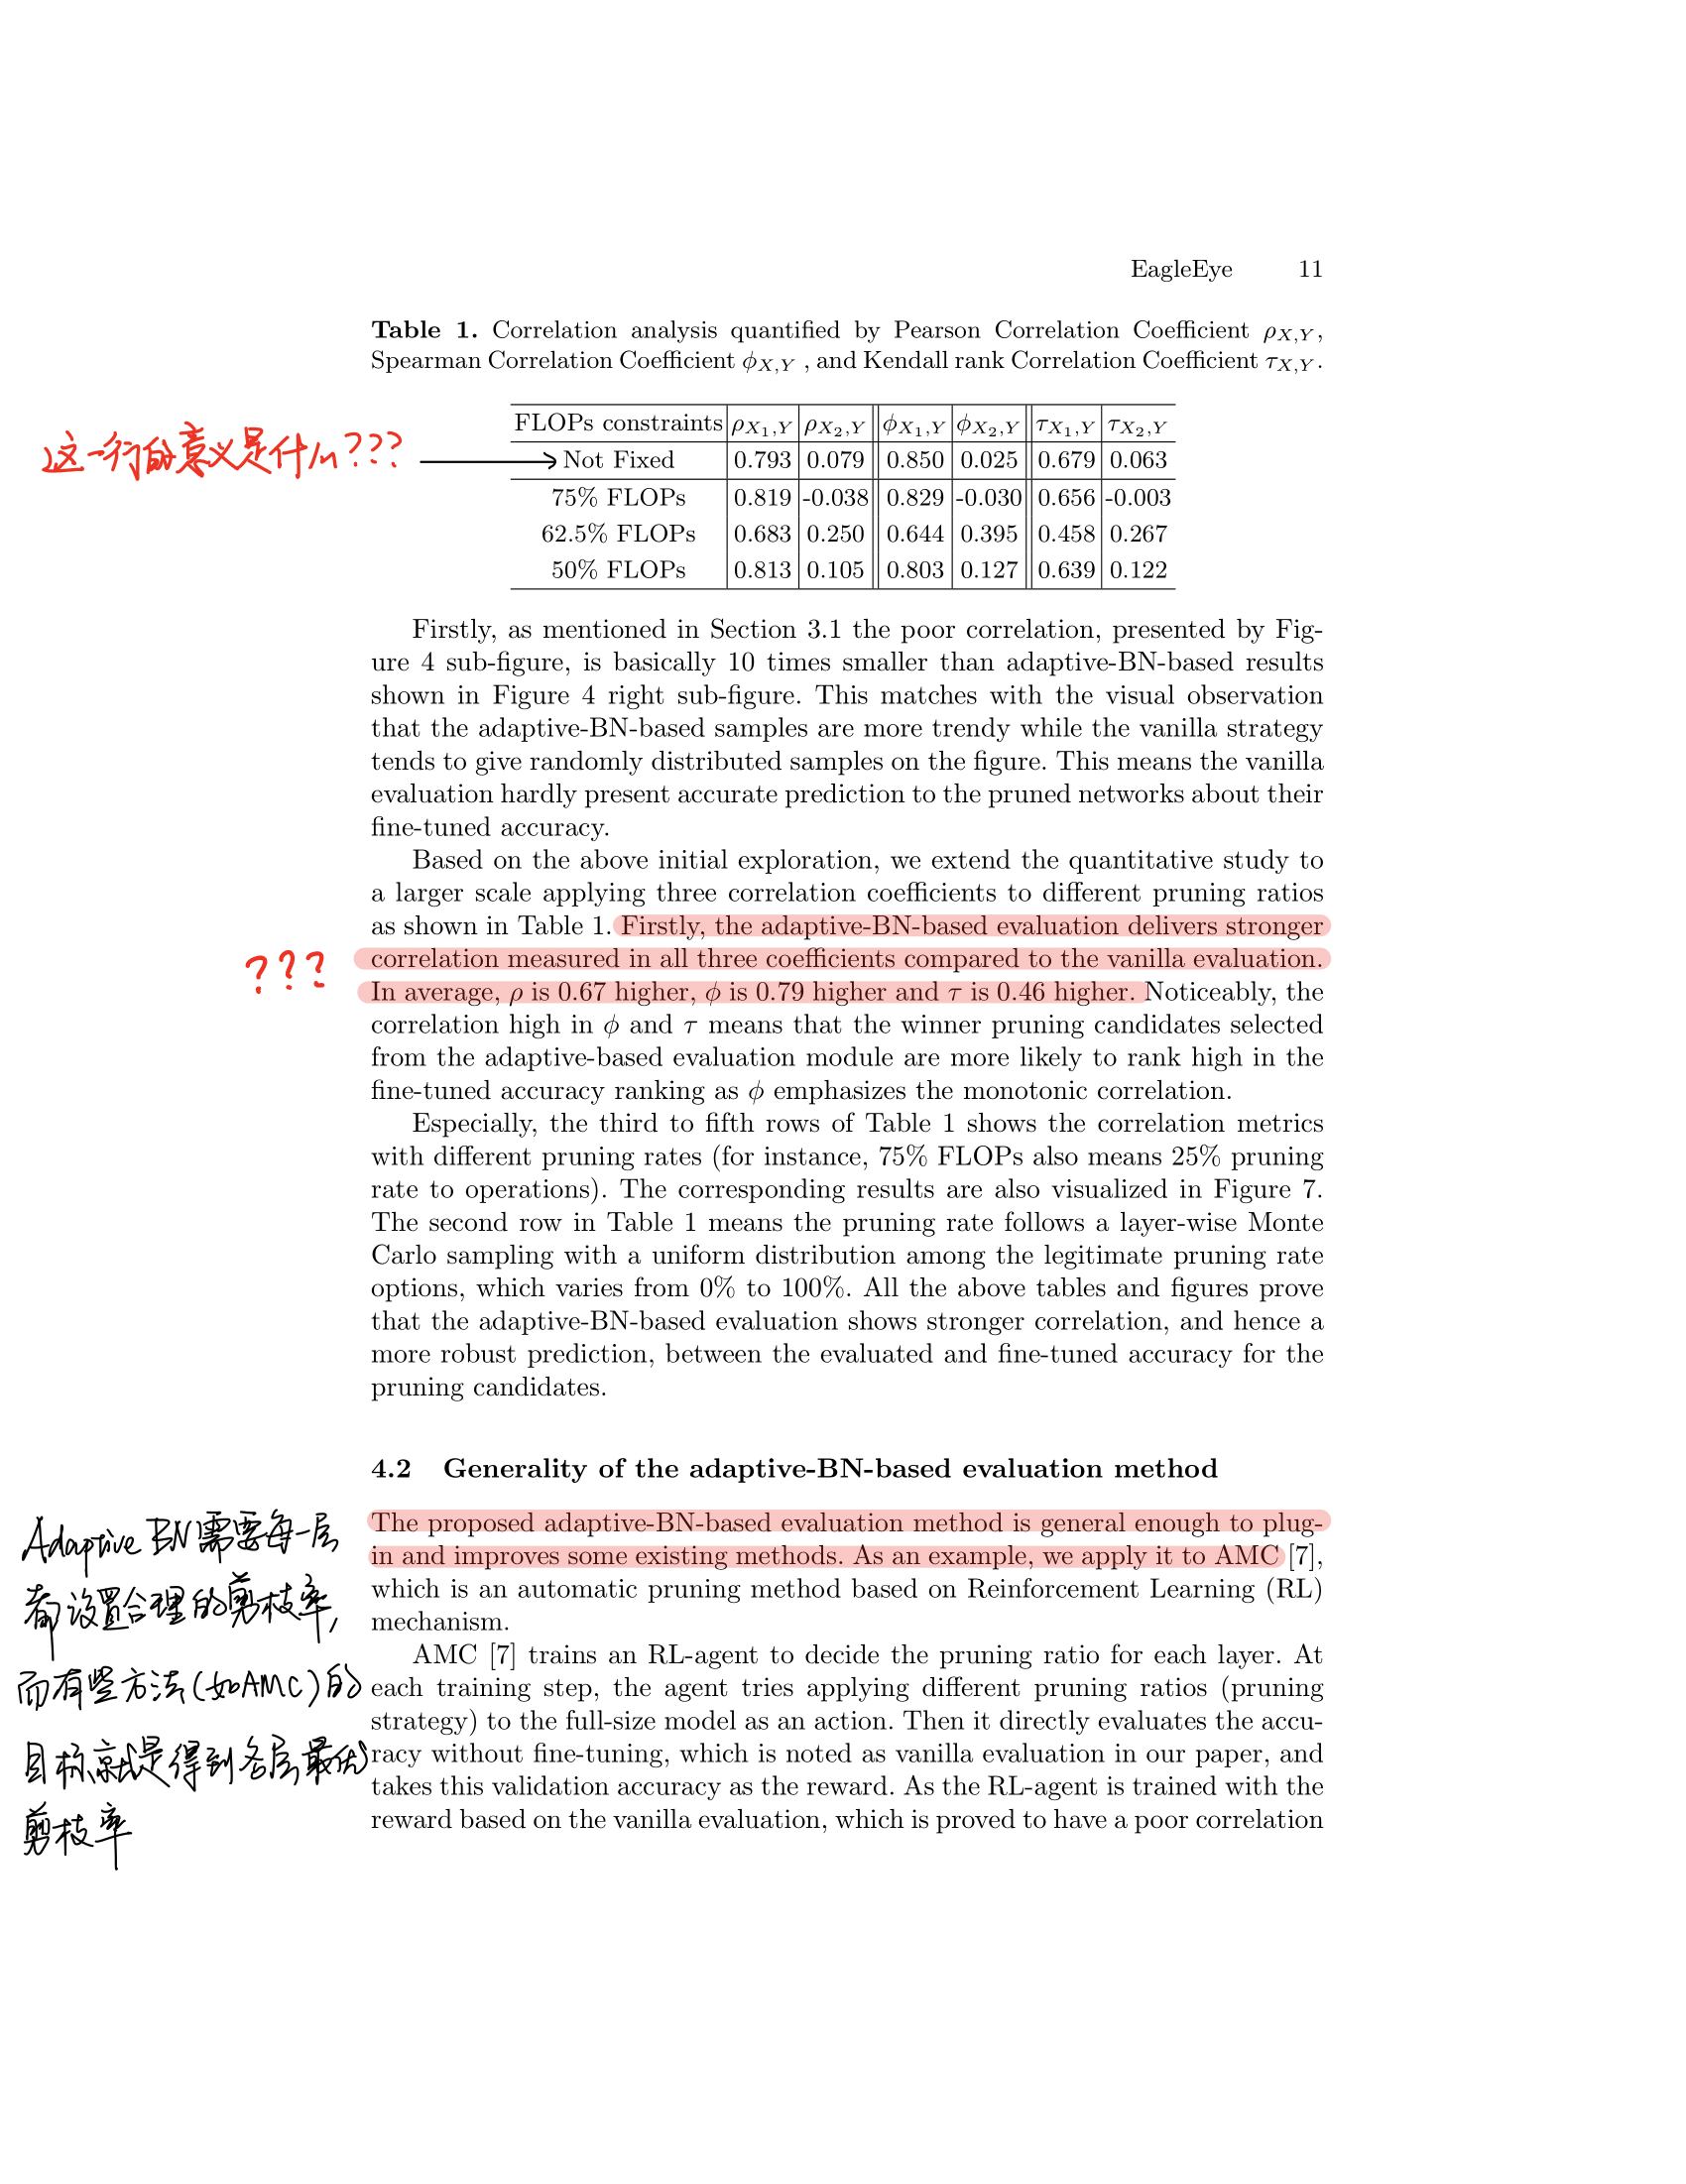 EagleEye 11
Table 1. Correlation analysis quantified by Pearson Correlation Coefficient ρX,Y,
Spearman Correlation Coefficient ϕX,Y , and Kendall rank Correlation Coefficient τX,Y.
FLOPs constraints ρX1,Y ρX2,Y ϕX1,Y ϕX2,Y τX1,Y τX2,Y
这一行的意义是什么???
Not Fixed 0.793 0.079 0.850 0.025 0.679 0.063
75% FLOPs 0.819 -0.038 0.829 -0.030 0.656 -0.003
62.5% FLOPs 0.683 0.250 0.644 0.395 0.458 0.267
50% FLOPs 0.813 0.105 0.803 0.127 0.639 0.122
Firstly, as mentioned in Section 3.1 the poor correlation, presented by Fig-
ure 4 sub-figure, is basically 10 times smaller than adaptive-BN-based results
shown in Figure 4 right sub-figure. This matches with the visual observation
that the adaptive-BN-based samples are more trendy while the vanilla strategy
tends to give randomly distributed samples on the figure. This means the vanilla
evaluation hardly present accurate prediction to the pruned networks about their
fine-tuned accuracy.
Based on the above initial exploration, we extend the quantitative study to
a larger scale applying three correlation coefficients to different pruning ratios
as shown in Table 1. Firstly, the adaptive-BN-based evaluation delivers stronger
correlation measured in all three coefficients compared to the vanilla evaluation.
???
In average, ρ is 0.67 higher, ϕ is 0.79 higher and τ is 0.46 higher. Noticeably, the
correlation high in ϕ and τ means that the winner pruning candidates selected
from the adaptive-based evaluation module are more likely to rank high in the
fine-tuned accuracy ranking as ϕ emphasizes the monotonic correlation.
Especially, the third to fifth rows of Table 1 shows the correlation metrics
with different pruning rates (for instance, 75% FLOPs also means 25% pruning
rate to operations). The corresponding results are also visualized in Figure 7.
The second row in Table 1 means the pruning rate follows a layer-wise Monte
Carlo sampling with a uniform distribution among the legitimate pruning rate
options, which varies from 0% to 100%. All the above tables and figures prove
that the adaptive-BN-based evaluation shows stronger correlation, and hence a
more robust prediction, between the evaluated and fine-tuned accuracy for the
pruning candidates.
4.2 Generality of the adaptive-BN-based evaluation method
Adaptive BN需要每一层
都设置合理的剪枝率,
而有些方法(如AMC)的
目标就是得到各层最优
剪枝率
The proposed adaptive-BN-based evaluation method is general enough to plug-
in and improves some existing methods. As an example, we apply it to AMC [7],
which is an automatic pruning method based on Reinforcement Learning (RL)
mechanism.
AMC [7] trains an RL-agent to decide the pruning ratio for each layer. At
each training step, the agent tries applying different pruning ratios (pruning
strategy) to the full-size model as an action. Then it directly evaluates the accu-
racy without fine-tuning, which is noted as vanilla evaluation in our paper, and
takes this validation accuracy as the reward. As the RL-agent is trained with the
reward based on the vanilla evaluation, which is proved to have a poor correlation